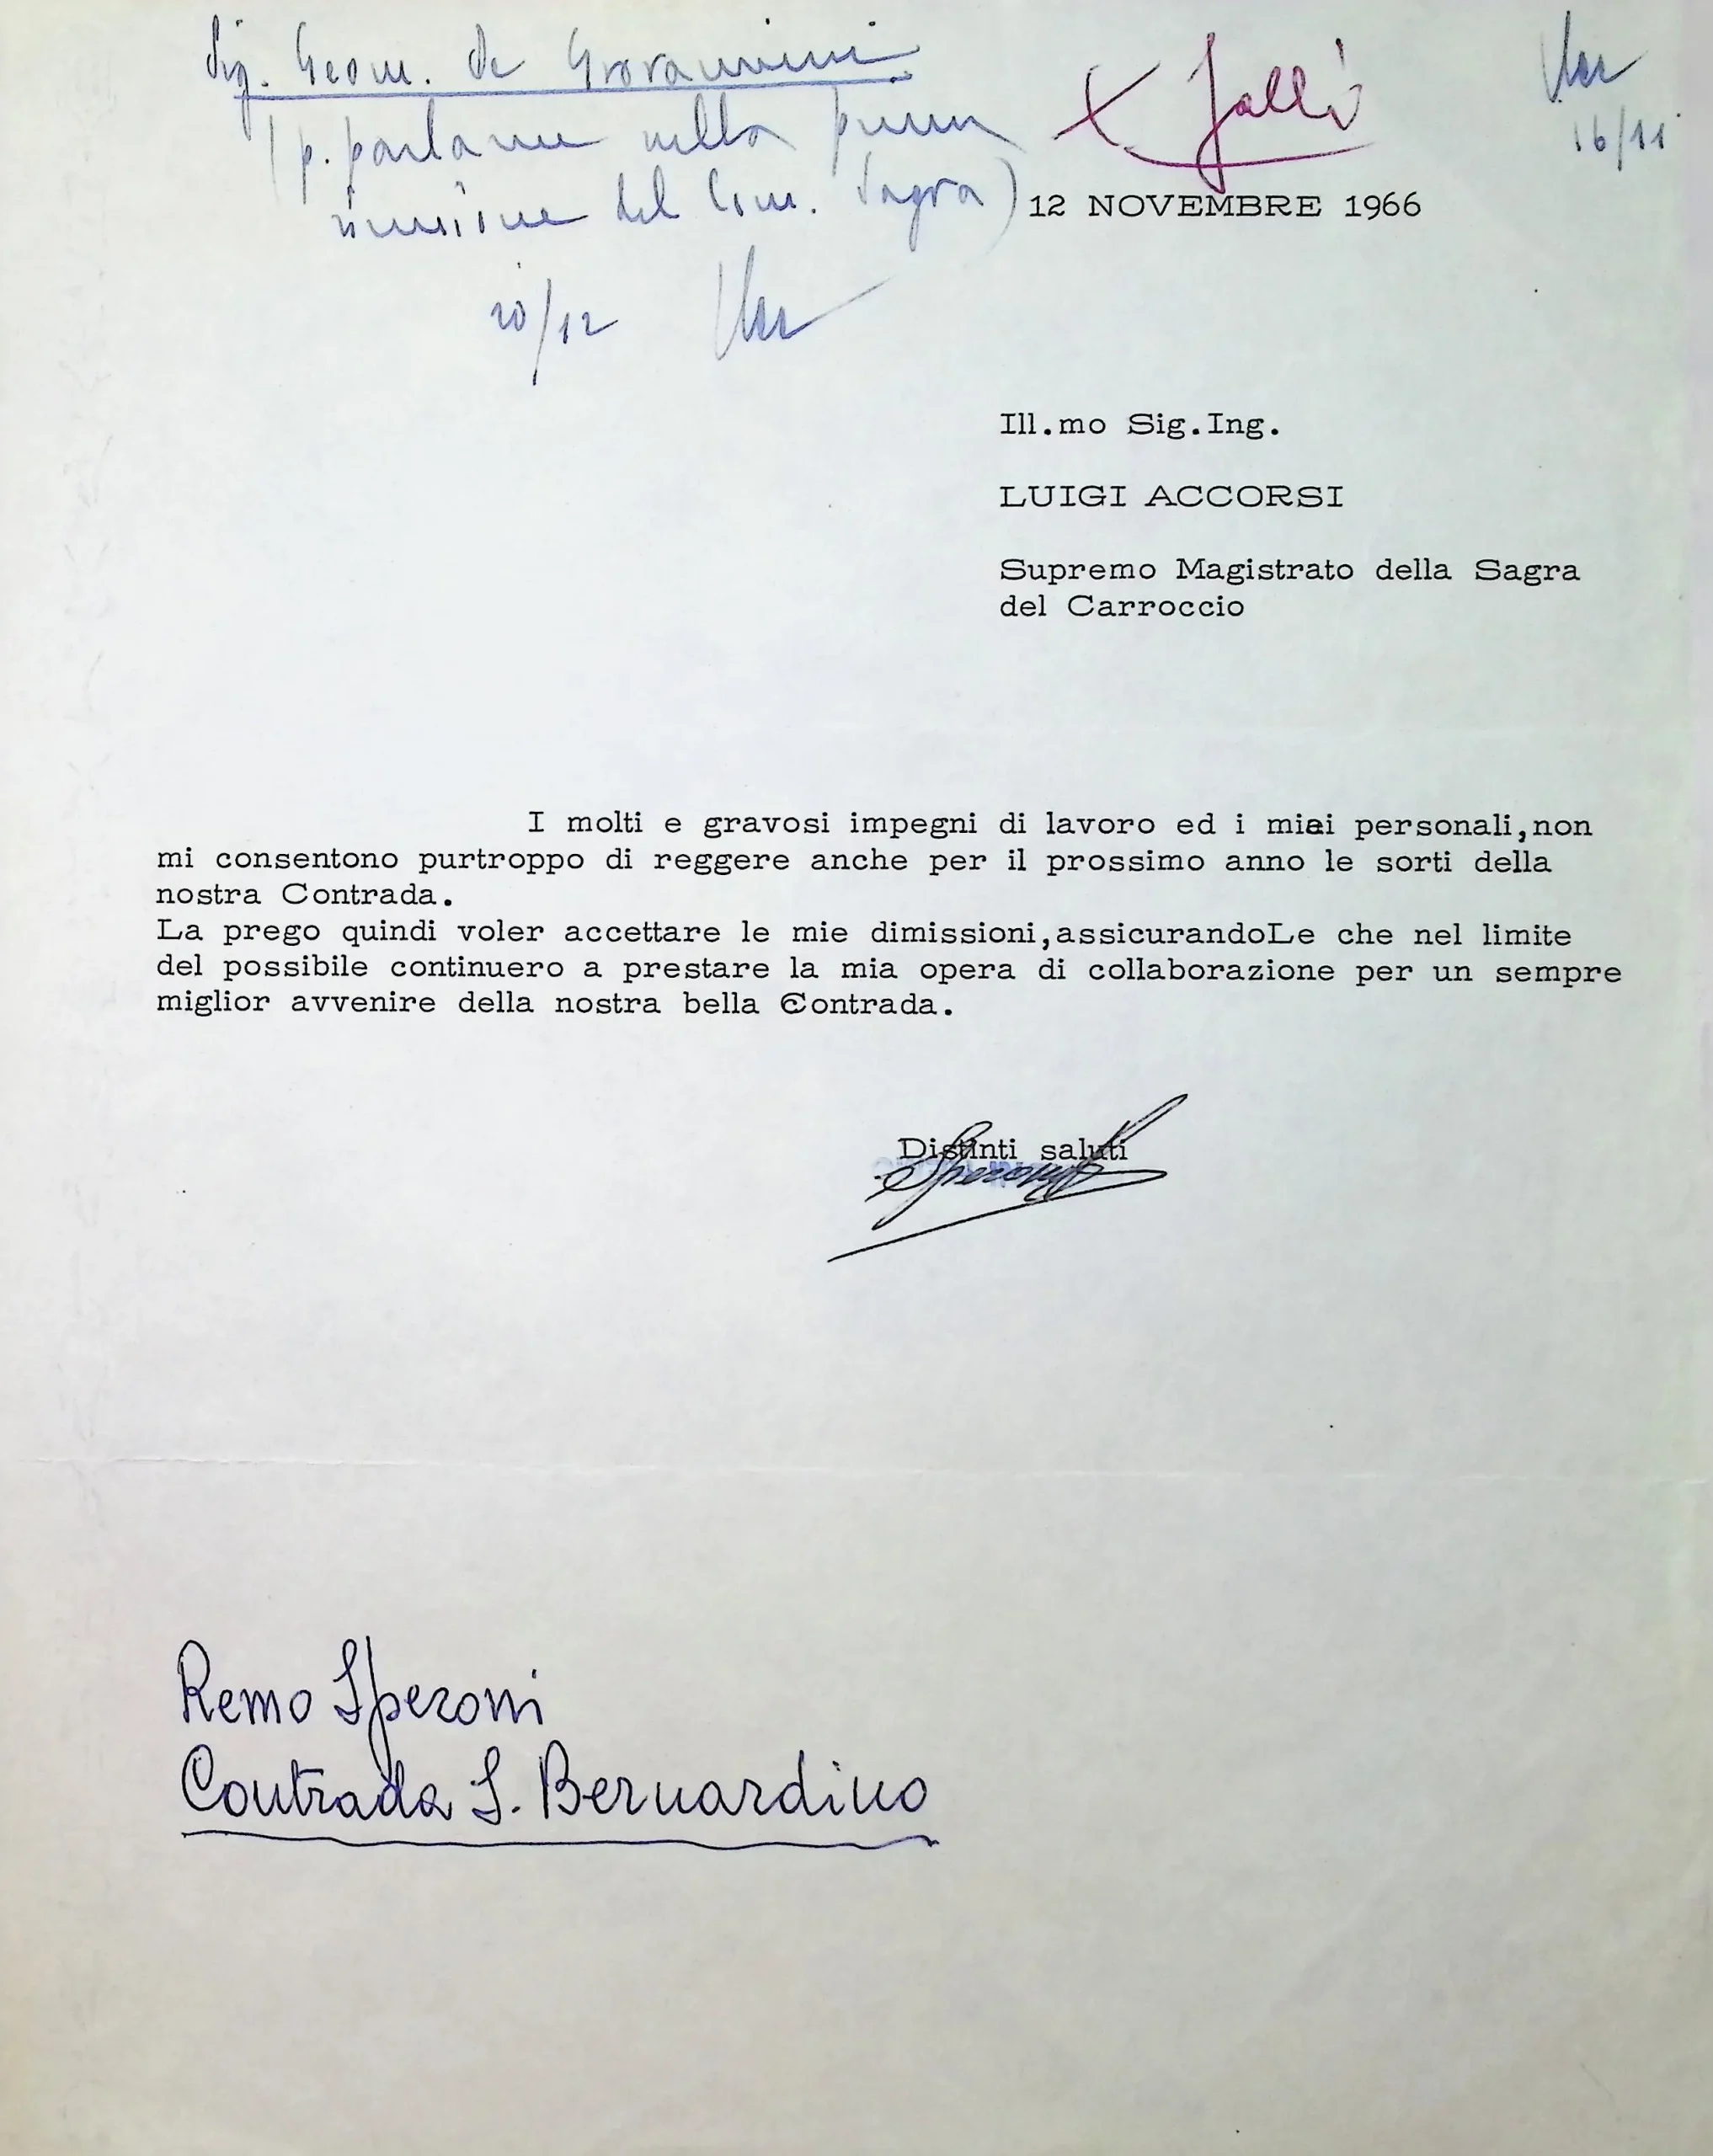 Sig. Geom. de Giovannini
(p. parlarne nella prima
riunione del Com. Sagra)
20/12
x Galli
16/11
12 NOVEMBRE 1966
Ill.mo Sig.Ing.
LUIGI ACCORSI
Supremo Magistrato della Sagra
del Carroccio
I molti e gravosi impegni di lavoro ed i miei personali,non
mi consentono purtroppo di reggere anche per il prossimo anno le sorti della
nostra Contrada.
La prego quindi voler accettare le mie dimissioni,assicurandoLe che nel limite
del possibile continuero a prestare la mia opera di collaborazione per un sempre
miglior avvenire della nostra bella Contrada.
Distinti saluti
Speroni
Remo Speroni
Contrada S. Bernardino